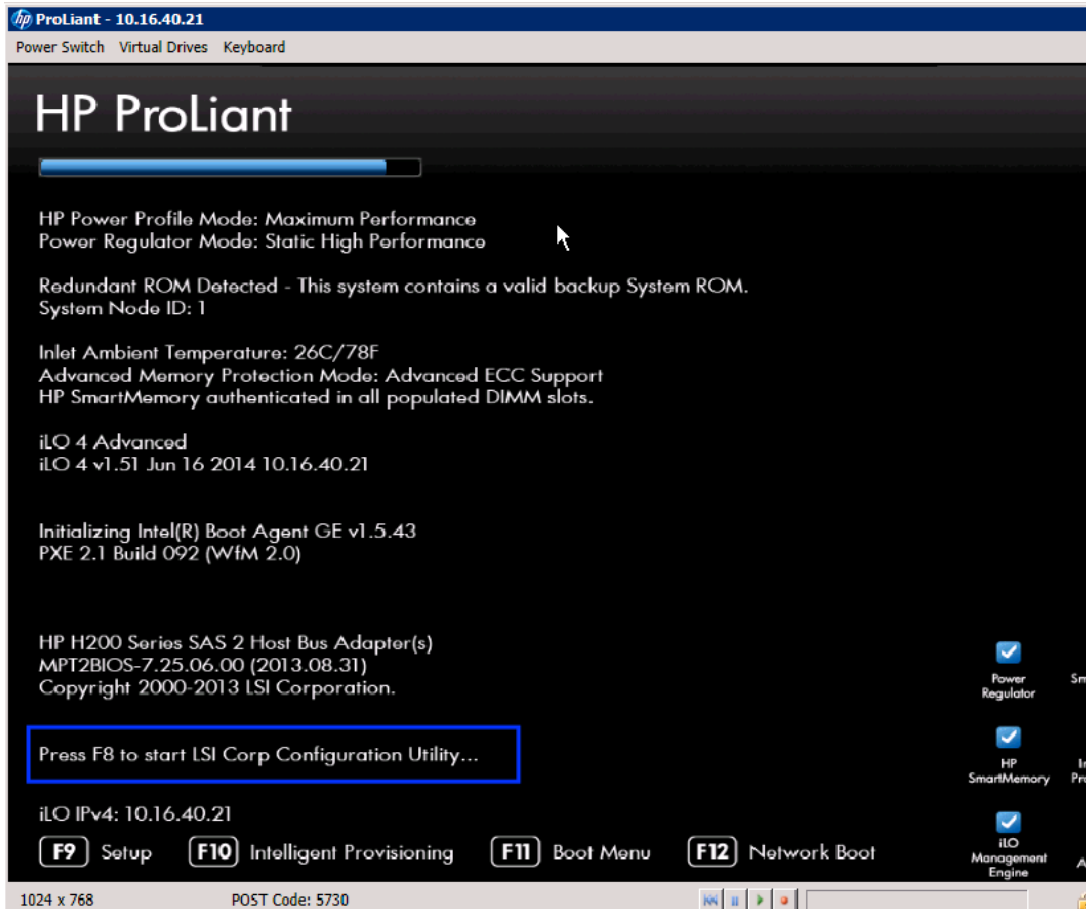 hp ProLiant - 10.16.40.21
Power Switch Virtual Drives Keyboard
HP ProLiant
HP Power Profile Mode: Maximum Performance
Power Regulator Mode: Static High Performance
Redundant ROM Detected - This system contains a valid backup System ROM.
System Node ID: 1
Inlet Ambient Temperature: 26C/78F
Advanced Memory Protection Mode: Advanced ECC Support
HP SmartMemory authenticated in all populated DIMM slots.
iLO 4 Advanced
iLO 4 v1.51 Jun 16 2014 10.16.40.21
Initializing Intel(R) Boot Agent GE v1.5.43
PXE 2.1 Build 092 (WfM 2.0)
HP H200 Series SAS 2 Host Bus Adapter(s)
MPT2BIOS-7.25.06.00 (2013.08.31)
Copyright 2000-2013 LSI Corporation.
Power
Regulator
Press F8 to start LSI Corp Configuration Utility...
HP
SmartMemory
iLO IPv4: 10.16.40.21
F9 Setup F10 Intelligent Provisioning F11 Boot Menu F12 Network Boot
iLO
Management
Engine
1024 x 768 POST Code: 5730